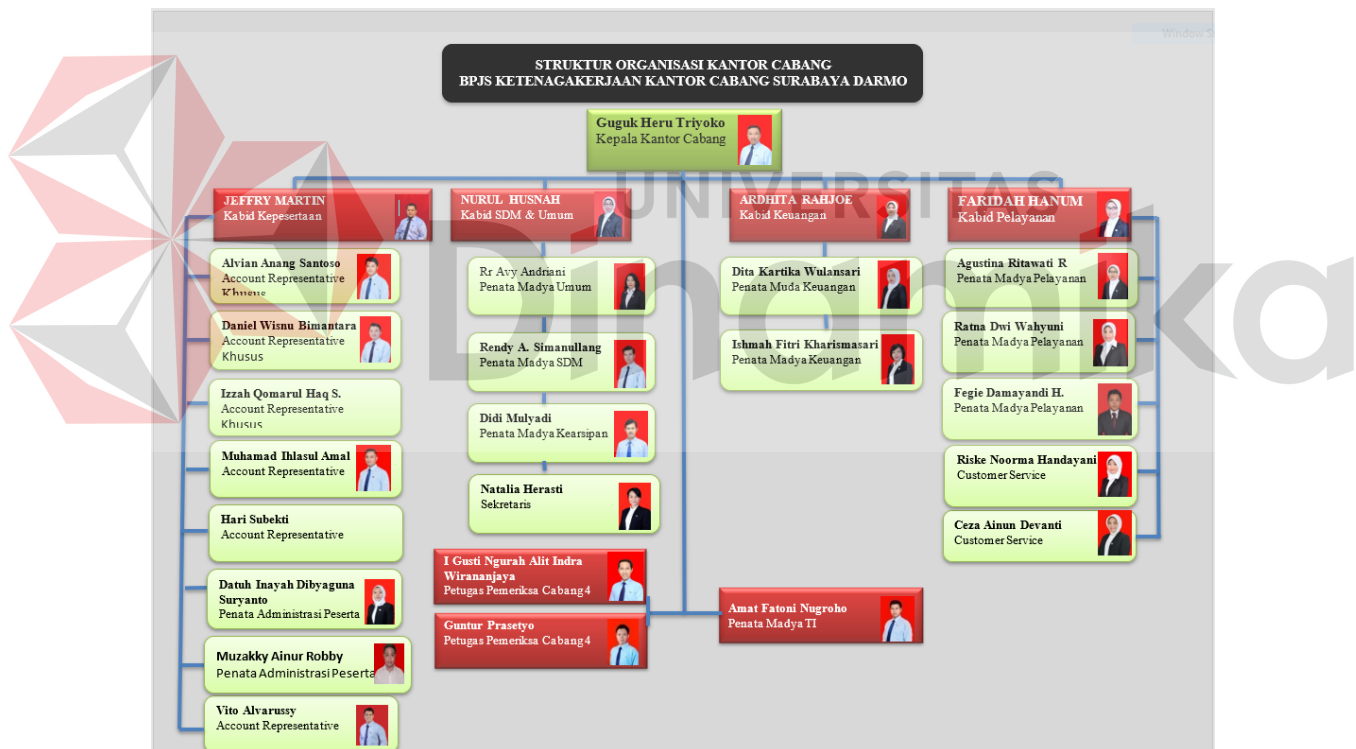 Window S
STRUKTUR ORGANISASI KANTOR CABANG
BPJS KETENAGAKERJAAN KANTOR CABANG SURABAYA DARMO
Guguk Heru Triyoko
Kepala Kantor Cabang
UNIVERSITAS
Dinamika
JEFFRY MARTIN
Kabid Kepesertaan
Alvian Anang Santoso
Account Representative
Khusus
Daniel Wisnu Bimantara
Account Representative
Khusus
Izzah Qomarul Haq S.
Account Representative
Khusus
Muhamad Ihlasul Amal
Account Representative
Hari Subekti
Account Representative
Datuh Inayah Dibyaguna
Suryanto
Penata Administrasi Peserta
Muzakky Ainur Robby
Penata Administrasi Peserta
Vito Alvarussy
Account Representative
NURUL HUSNAH
Kabid SDM & Umum
Rr Avy Andriani
Penata Madya Umum
Rendy A. Simanullang
Penata Madya SDM
Didi Mulyadi
Penata Madya Kearsipan
Natalia Herasti
Sekretaris
I Gusti Ngurah Alit Indra
Wirananjaya
Petugas Pemeriksa Cabang 4
Guntur Prasetyo
Petugas Pemeriksa Cabang 4
ARDHITA RAHJOE
Kabid Keuangan
Dita Kartika Wulansari
Penata Muda Keuangan
Ishmah Fitri Kharismasari
Penata Madya Keuangan
Amat Fatoni Nugroho
Penata Madya TI
FARIDAH HANUM
Kabid Pelayanan
Agustina Ritawati R
Penata Madya Pelayanan
Ratna Dwi Wahyuni
Penata Madya Pelayanan
Fegie Damayandi H.
Penata Madya Pelayanan
Riske Noorma Handayani
Customer Service
Ceza Ainun Devanti
Customer Service